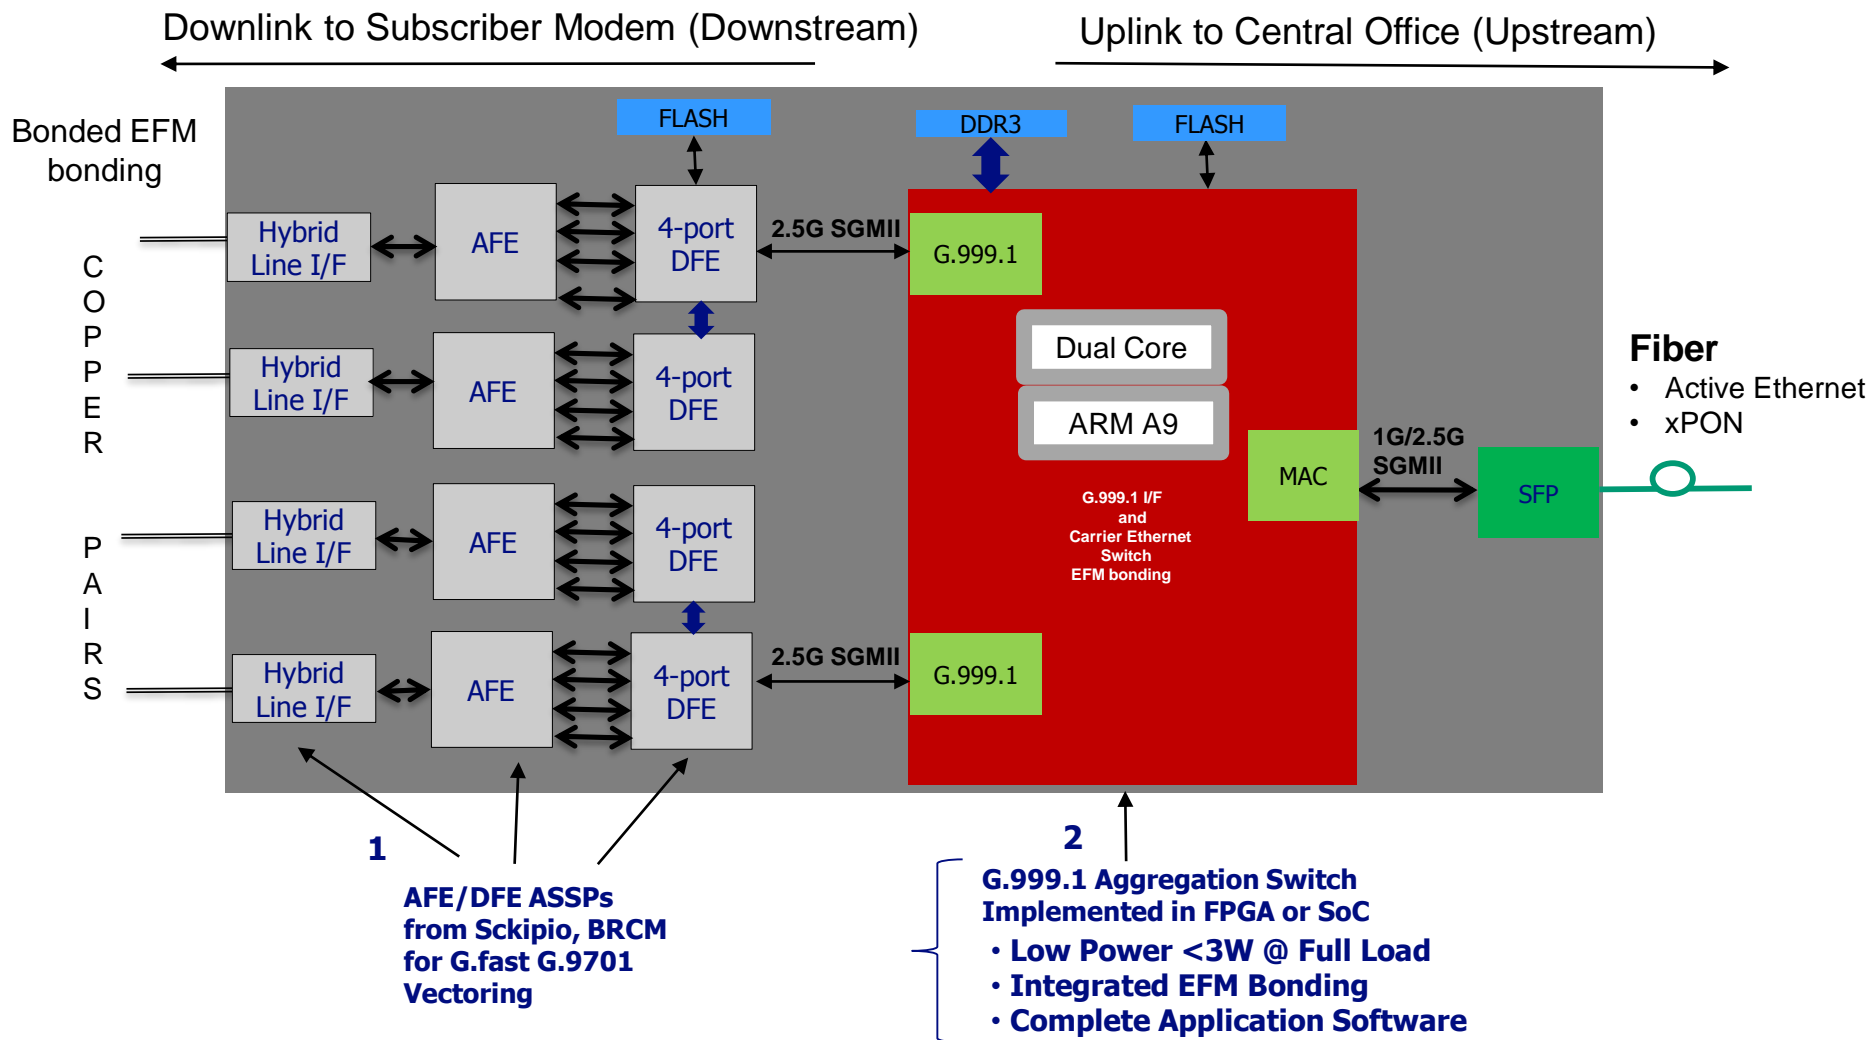 Downlink to Subscriber Modem (Downstream)
Uplink to Central Office (Upstream)
Bonded EFM
bonding
FLASH
DDR3
FLASH
Hybrid
Line I/F
AFE
4-port
DFE
2.5G SGMII
G.999.1
Hybrid
Line I/F
AFE
4-port
DFE
Dual Core
ARM A9
Hybrid
Line I/F
AFE
4-port
DFE
G.999.1 I/F
and
Carrier Ethernet
Switch
EFM bonding
MAC
1G/2.5G
SGMII
SFP
Fiber
• Active Ethernet
• xPON
Hybrid
Line I/F
AFE
4-port
DFE
2.5G SGMII
G.999.1
C
O
P
P
E
R
P
A
I
R
S
1
AFE/DFE ASSPs
from Sckipio, BRCM
for G.fast G.9701
Vectoring
2
G.999.1 Aggregation Switch
Implemented in FPGA or SoC
• Low Power <3W @ Full Load
• Integrated EFM Bonding
• Complete Application Software